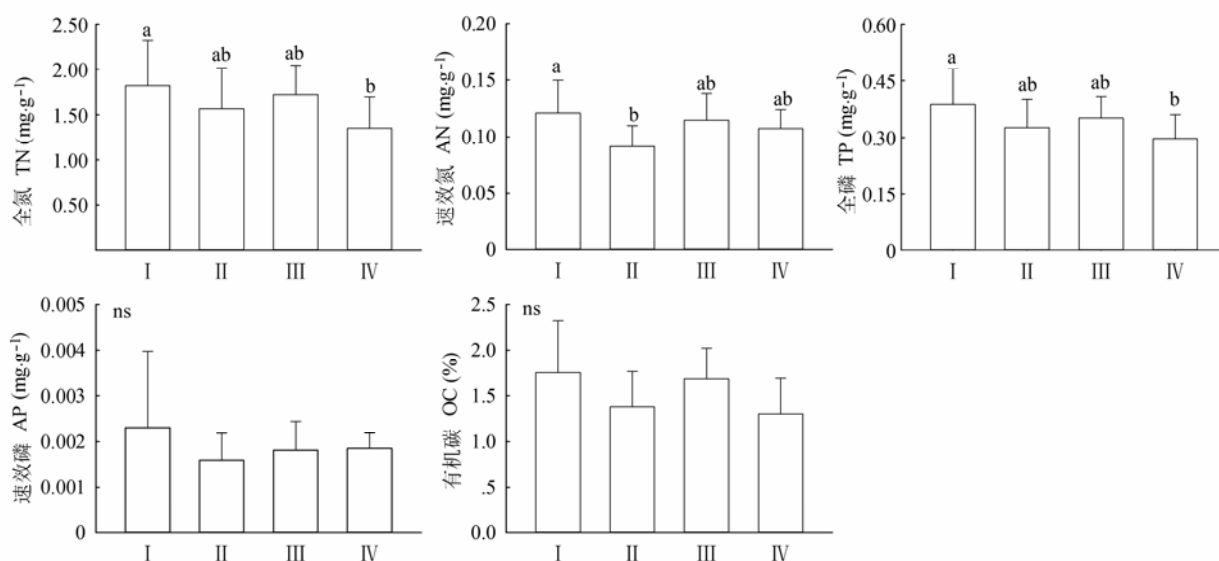 全氮 TN (mg·g⁻¹)
2.50
2.00
1.50
1.00
0.50
a
ab
ab
b
I
II
III
IV
速效氮 AN (mg·g⁻¹)
0.20
0.15
0.10
0.05
0
a
b
ab
ab
I
II
III
IV
全磷 TP (mg·g⁻¹)
0.60
0.45
0.30
0.15
0.00
a
ab
ab
b
I
II
III
IV
速效磷 AP (mg·g⁻¹)
0.005
0.004
0.003
0.002
0.001
0
ns
I
II
III
IV
有机碳 OC (%)
2.5
2.0
1.5
1.0
.5
0.0
ns
I
II
III
IV